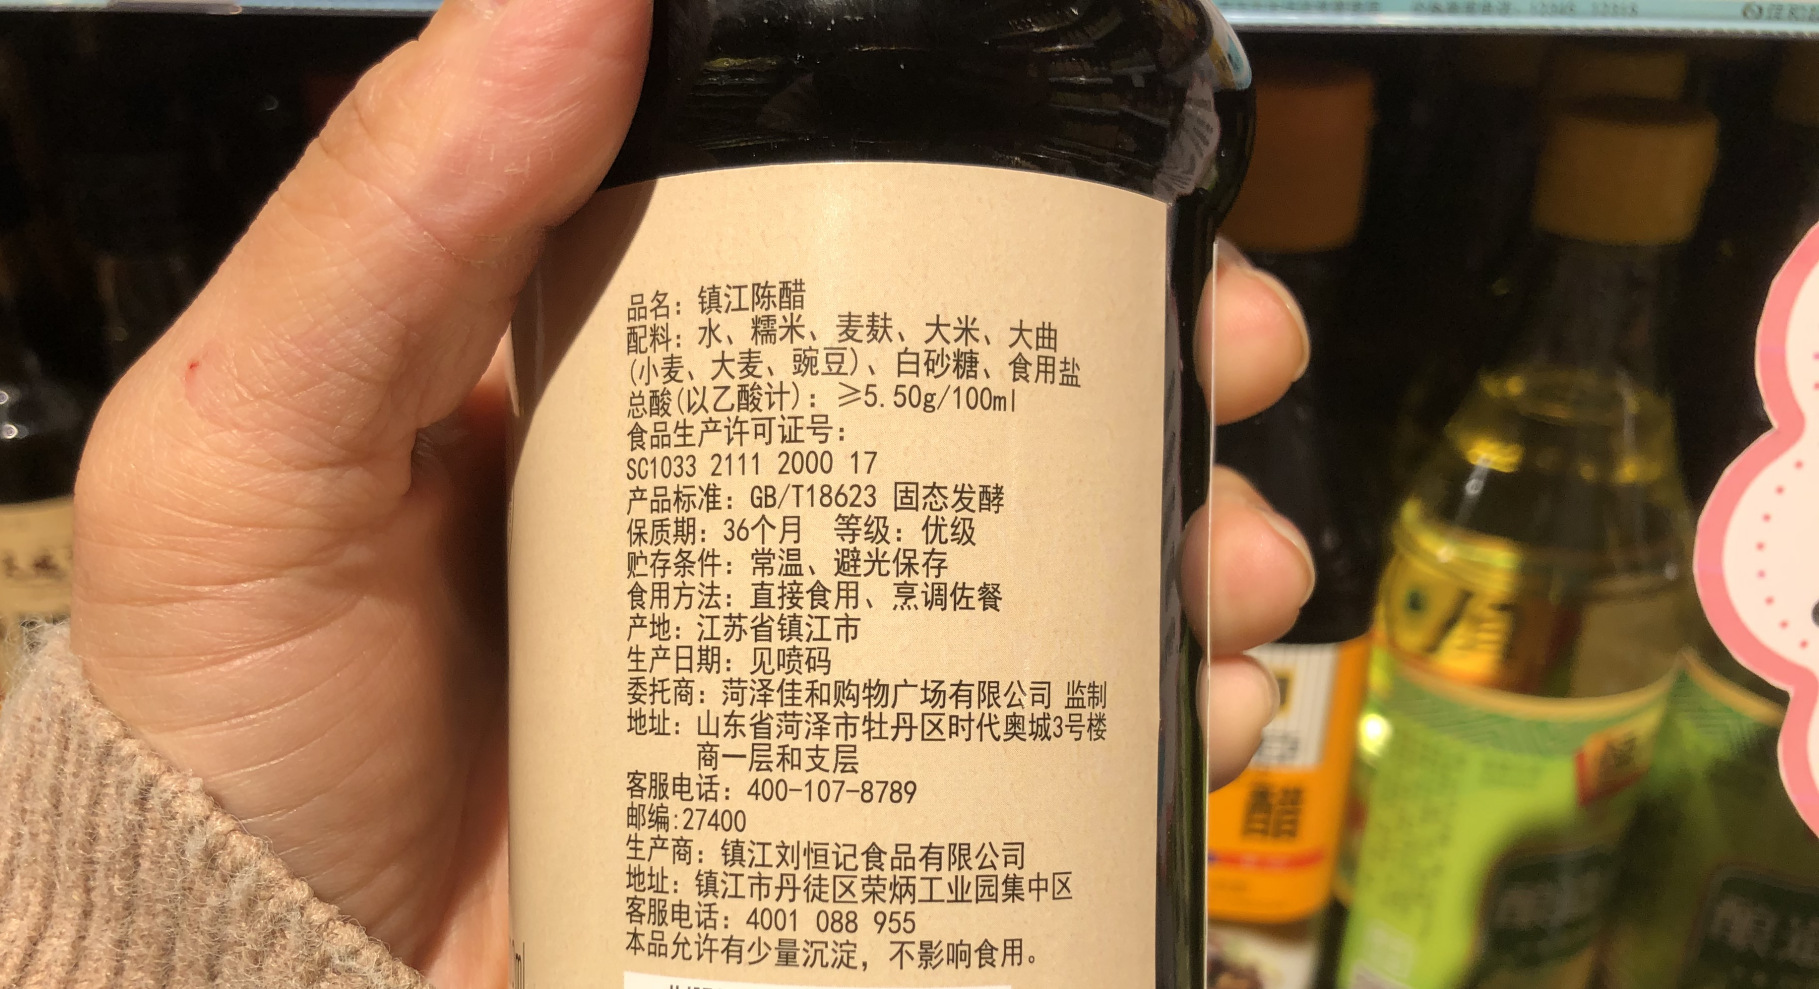 品名：镇江陈醋
配料：水、糯米、麦麸、大米、大曲
(小麦、大麦、豌豆)、白砂糖、食用盐
总酸(以乙酸计)：≥5.50g/100ml
食品生产许可证号：
SC1033 2111 2000 17
产品标准：GB/T18623 固态发酵
保质期：36个月 等级：优级
贮存条件：常温、避光保存
食用方法：直接食用、烹调佐餐
产地：江苏省镇江市
生产日期：见喷码
委托商：菏泽佳和购物广场有限公司 监制
地址：山东省菏泽市牡丹区时代奥城3号楼
商一层和支层
客服电话：400-107-8789
邮编:27400
生产商：镇江刘恒记食品有限公司
地址：镇江市丹徒区荣炳工业园集中区
客服电话：4001 088 955
本品允许有少量沉淀，不影响食用。
醋